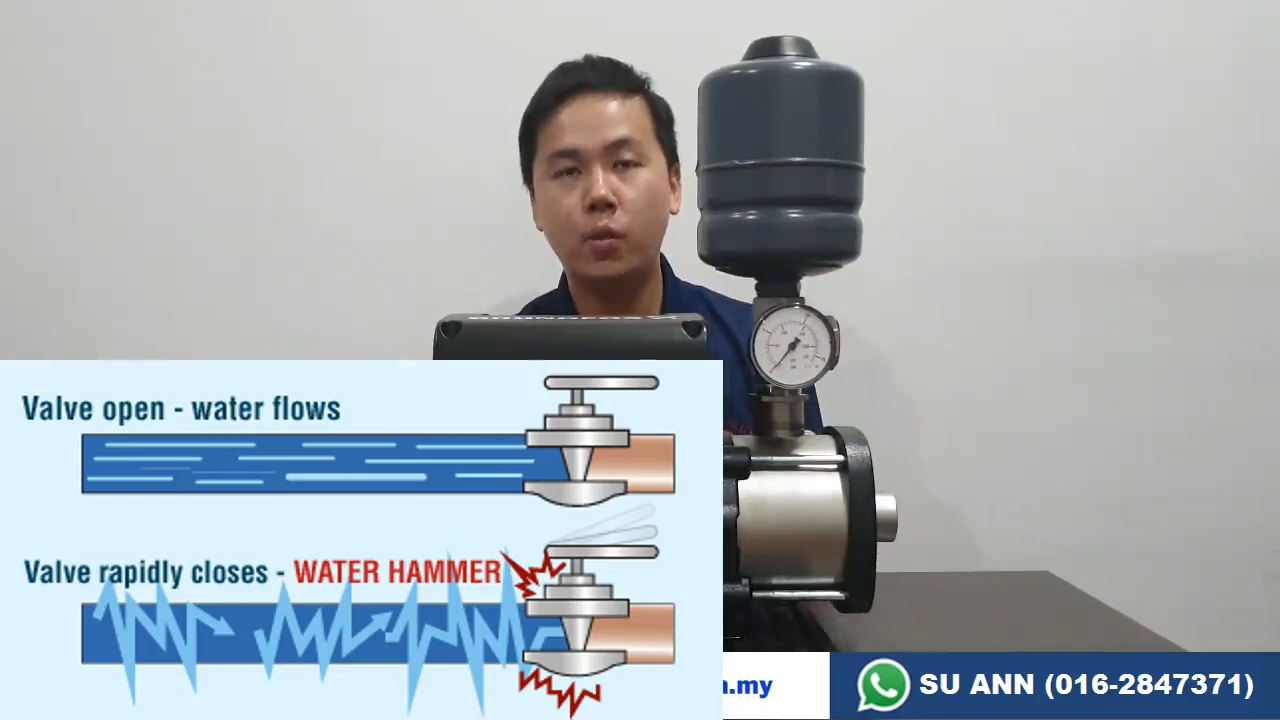 Valve open - water flows
Valve rapidly closes - WATER HAMMER
.my
SU ANN (016-2847371)